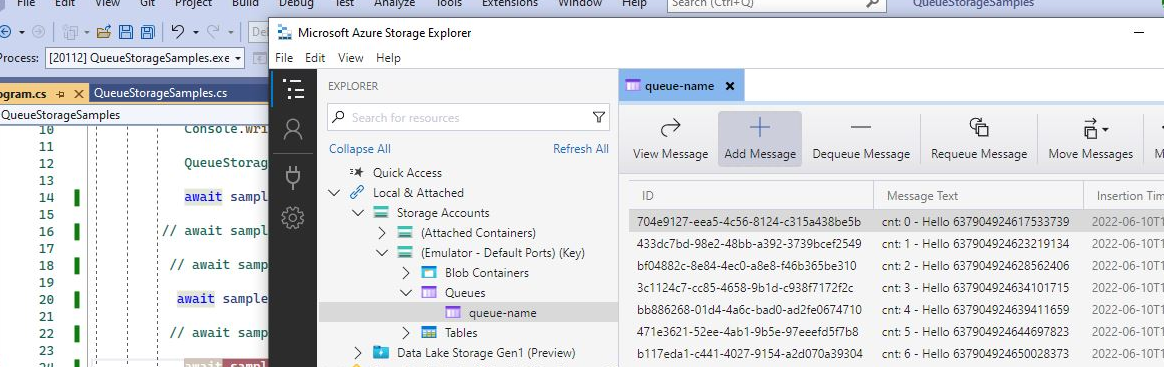 File Edit View Git Project Build Debug Test Analyze Tools Extensions Window Help Search (Ctrl+Q) QueueStorageSamples
Process: [20112] QueueStorageSamples.exe
ogram.cs QueueStorageSamples.cs
QueueStorageSamples
10 Console.Wri
11
12 QueueStorag
13
14 await sampl
15
16 // await samp
17
18 // await samp
19
20 await sample
21
22 // await samp
23
24 await sampl
Microsoft Azure Storage Explorer
File Edit View Help
EXPLORER
Search for resources
Collapse All Refresh All
Quick Access
Local & Attached
Storage Accounts
(Attached Containers)
(Emulator - Default Ports) (Key)
Blob Containers
Queues
queue-name
Tables
Data Lake Storage Gen1 (Preview)
queue-name
View Message Add Message Dequeue Message Requeue Message Move Messages M
ID Message Text Insertion Tim
704e9127-eea5-4c56-8124-c315a438be5b cnt: 0 - Hello 637904924617533739 2022-06-10T1
433dc7bd-98e2-48bb-a392-3739bcef2549 cnt: 1 - Hello 637904924623219134 2022-06-10T1
bf04882c-8e84-4ec0-a8e8-f46b365be310 cnt: 2 - Hello 637904924628562406 2022-06-10T1
3c1124c7-cc85-4658-9b1d-c938f7172f2c cnt: 3 - Hello 637904924634101715 2022-06-10T1
bb886268-01d4-4a6c-bad0-ad2fe0674710 cnt: 4 - Hello 637904924639411659 2022-06-10T1
471e3621-52ee-4ab1-9b5e-97eeefd5f7b8 cnt: 5 - Hello 637904924644697823 2022-06-10T1
b117eda1-c441-4027-9154-a2d070a39304 cnt: 6 - Hello 637904924650028373 2022-06-10T1